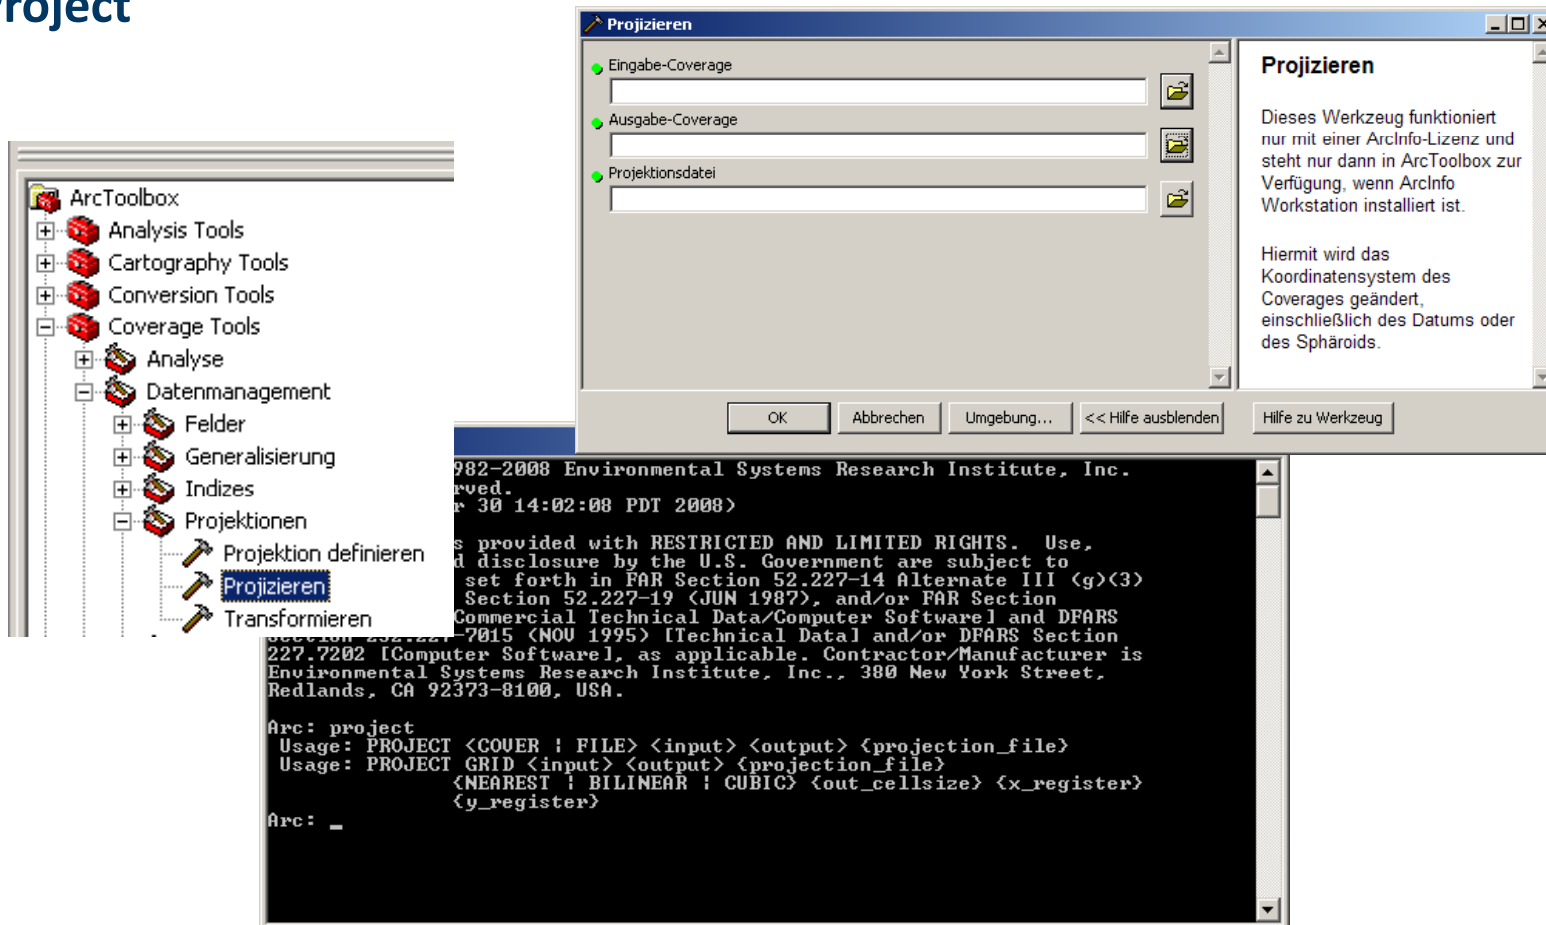 Project
Projizieren
Eingabe-Coverage
Ausgabe-Coverage
Projektionsdatei
Projizieren
Dieses Werkzeug funktioniert
nur mit einer ArcInfo-Lizenz und
steht nur dann in ArcToolbox zur
Verfügung, wenn ArcInfo
Workstation installiert ist.
Hiermit wird das
Koordinatensystem des
Coverages geändert,
einschließlich des Datums oder
des Sphäroids.
OK
Abbrechen
Umgebung...
<< Hilfe ausblenden
Hilfe zu Werkzeug
ArcToolbox
Analysis Tools
Cartography Tools
Conversion Tools
Coverage Tools
Analyse
Datenmanagement
Felder
Generalisierung
Indizes
Projektionen
Projektion definieren
Projizieren
Transformieren
982-2008 Environmental Systems Research Institute, Inc.
rved.
r 30 14:02:08 PDT 2008)
s provided with RESTRICTED AND LIMITED RIGHTS. Use,
d disclosure by the U.S. Government are subject to
set forth in FAR Section 52.227-14 Alternate III (g)(3)
Section 52.227-19 (JUN 1987), and/or FAR Section
Commercial Technical Data/Computer Software] and DFARS
Section 252.227-7015 (NOV 1995) [Technical Data] and/or DFARS Section
227.7202 [Computer Software], as applicable. Contractor/Manufacturer is
Environmental Systems Research Institute, Inc., 380 New York Street,
Redlands, CA 92373-8100, USA.
Arc: project
Usage: PROJECT <COVER | FILE> <input> <output> {projection_file}
Usage: PROJECT GRID <input> <output> {projection_file}
{NEAREST | BILINEAR | CUBIC} {out_cellsize} {x_register}
{y_register}
Arc: _